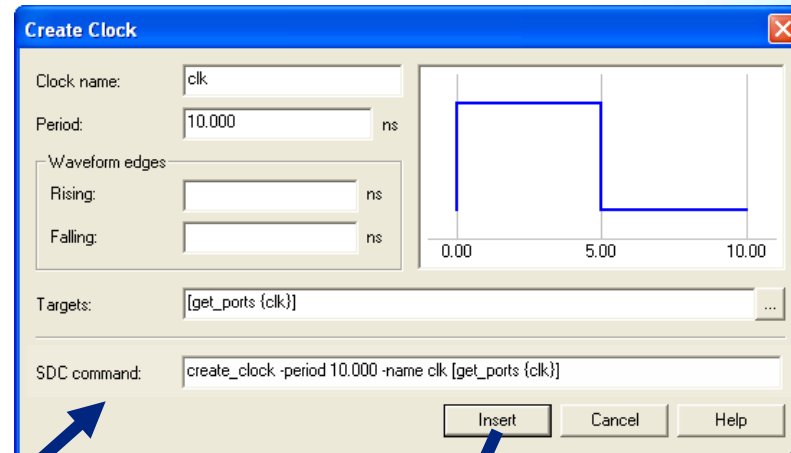 Create Clock
Clock name: clk
Period: 10.000 ns
Waveform edges
Rising: ns
Falling: ns
0.00 5.00 10.00
Targets: [get_ports {clk}] ...
SDC command: create_clock -period 10.000 -name clk [get_ports {clk}]
Insert Cancel Help